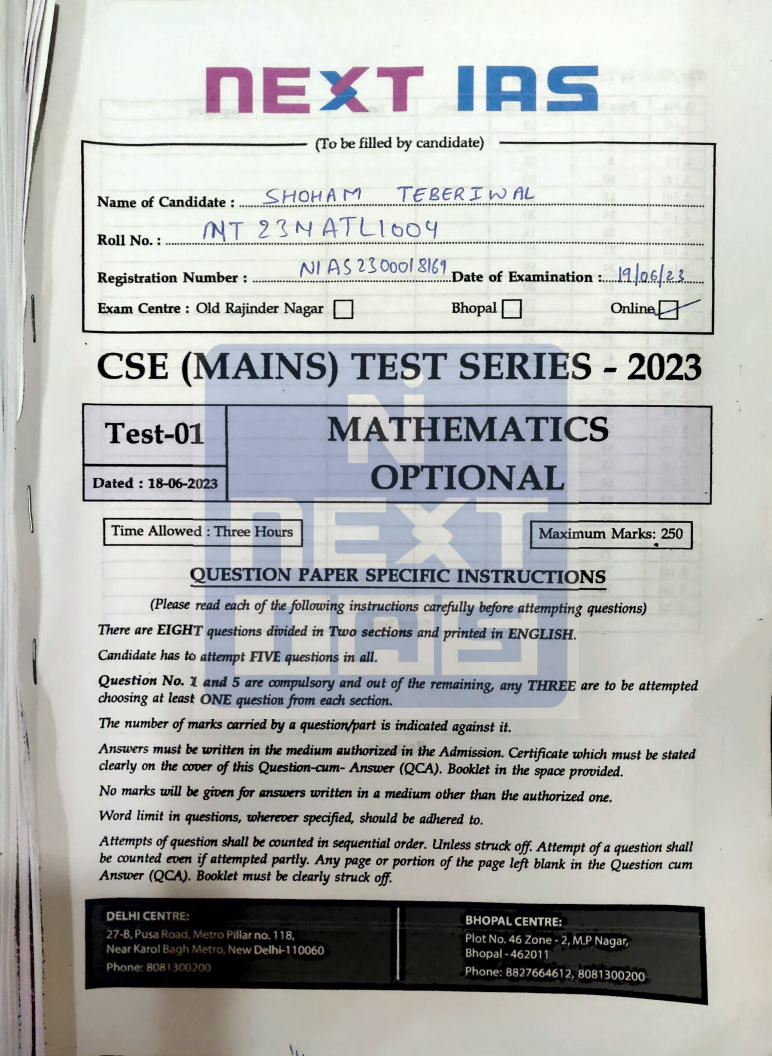 NEXT IAS
(To be filled by candidate)
Name of Candidate : SHOHAM TEBERIWAL
Roll No. : MT 23MATL1004
Registration Number : NIAS2300018169 Date of Examination : 19/06/23
Exam Centre : Old Rajinder Nagar Bhopal Online
CSE (MAINS) TEST SERIES - 2023
Test-01
MATHEMATICS
OPTIONAL
Dated : 18-06-2023
Time Allowed : Three Hours
Maximum Marks: 250
QUESTION PAPER SPECIFIC INSTRUCTIONS
(Please read each of the following instructions carefully before attempting questions)
There are EIGHT questions divided in Two sections and printed in ENGLISH.
Candidate has to attempt FIVE questions in all.
Question No. 1 and 5 are compulsory and out of the remaining, any THREE are to be attempted
choosing at least ONE question from each section.
The number of marks carried by a question/part is indicated against it.
Answers must be written in the medium authorized in the Admission. Certificate which must be stated
clearly on the cover of this Question-cum- Answer (QCA). Booklet in the space provided.
No marks will be given for answers written in a medium other than the authorized one.
Word limit in questions, wherever specified, should be adhered to.
Attempts of question shall be counted in sequential order. Unless struck off. Attempt of a question shall
be counted even if attempted partly. Any page or portion of the page left blank in the Question cum
Answer (QCA). Booklet must be clearly struck off.
DELHI CENTRE:
27-B, Pusa Road, Metro Pillar no. 118,
Near Karol Bagh Metro, New Delhi-110060
Phone: 8081300200
BHOPAL CENTRE:
Plot No. 46 Zone - 2, M.P Nagar,
Bhopal - 462011
Phone: 8827664612, 8081300200